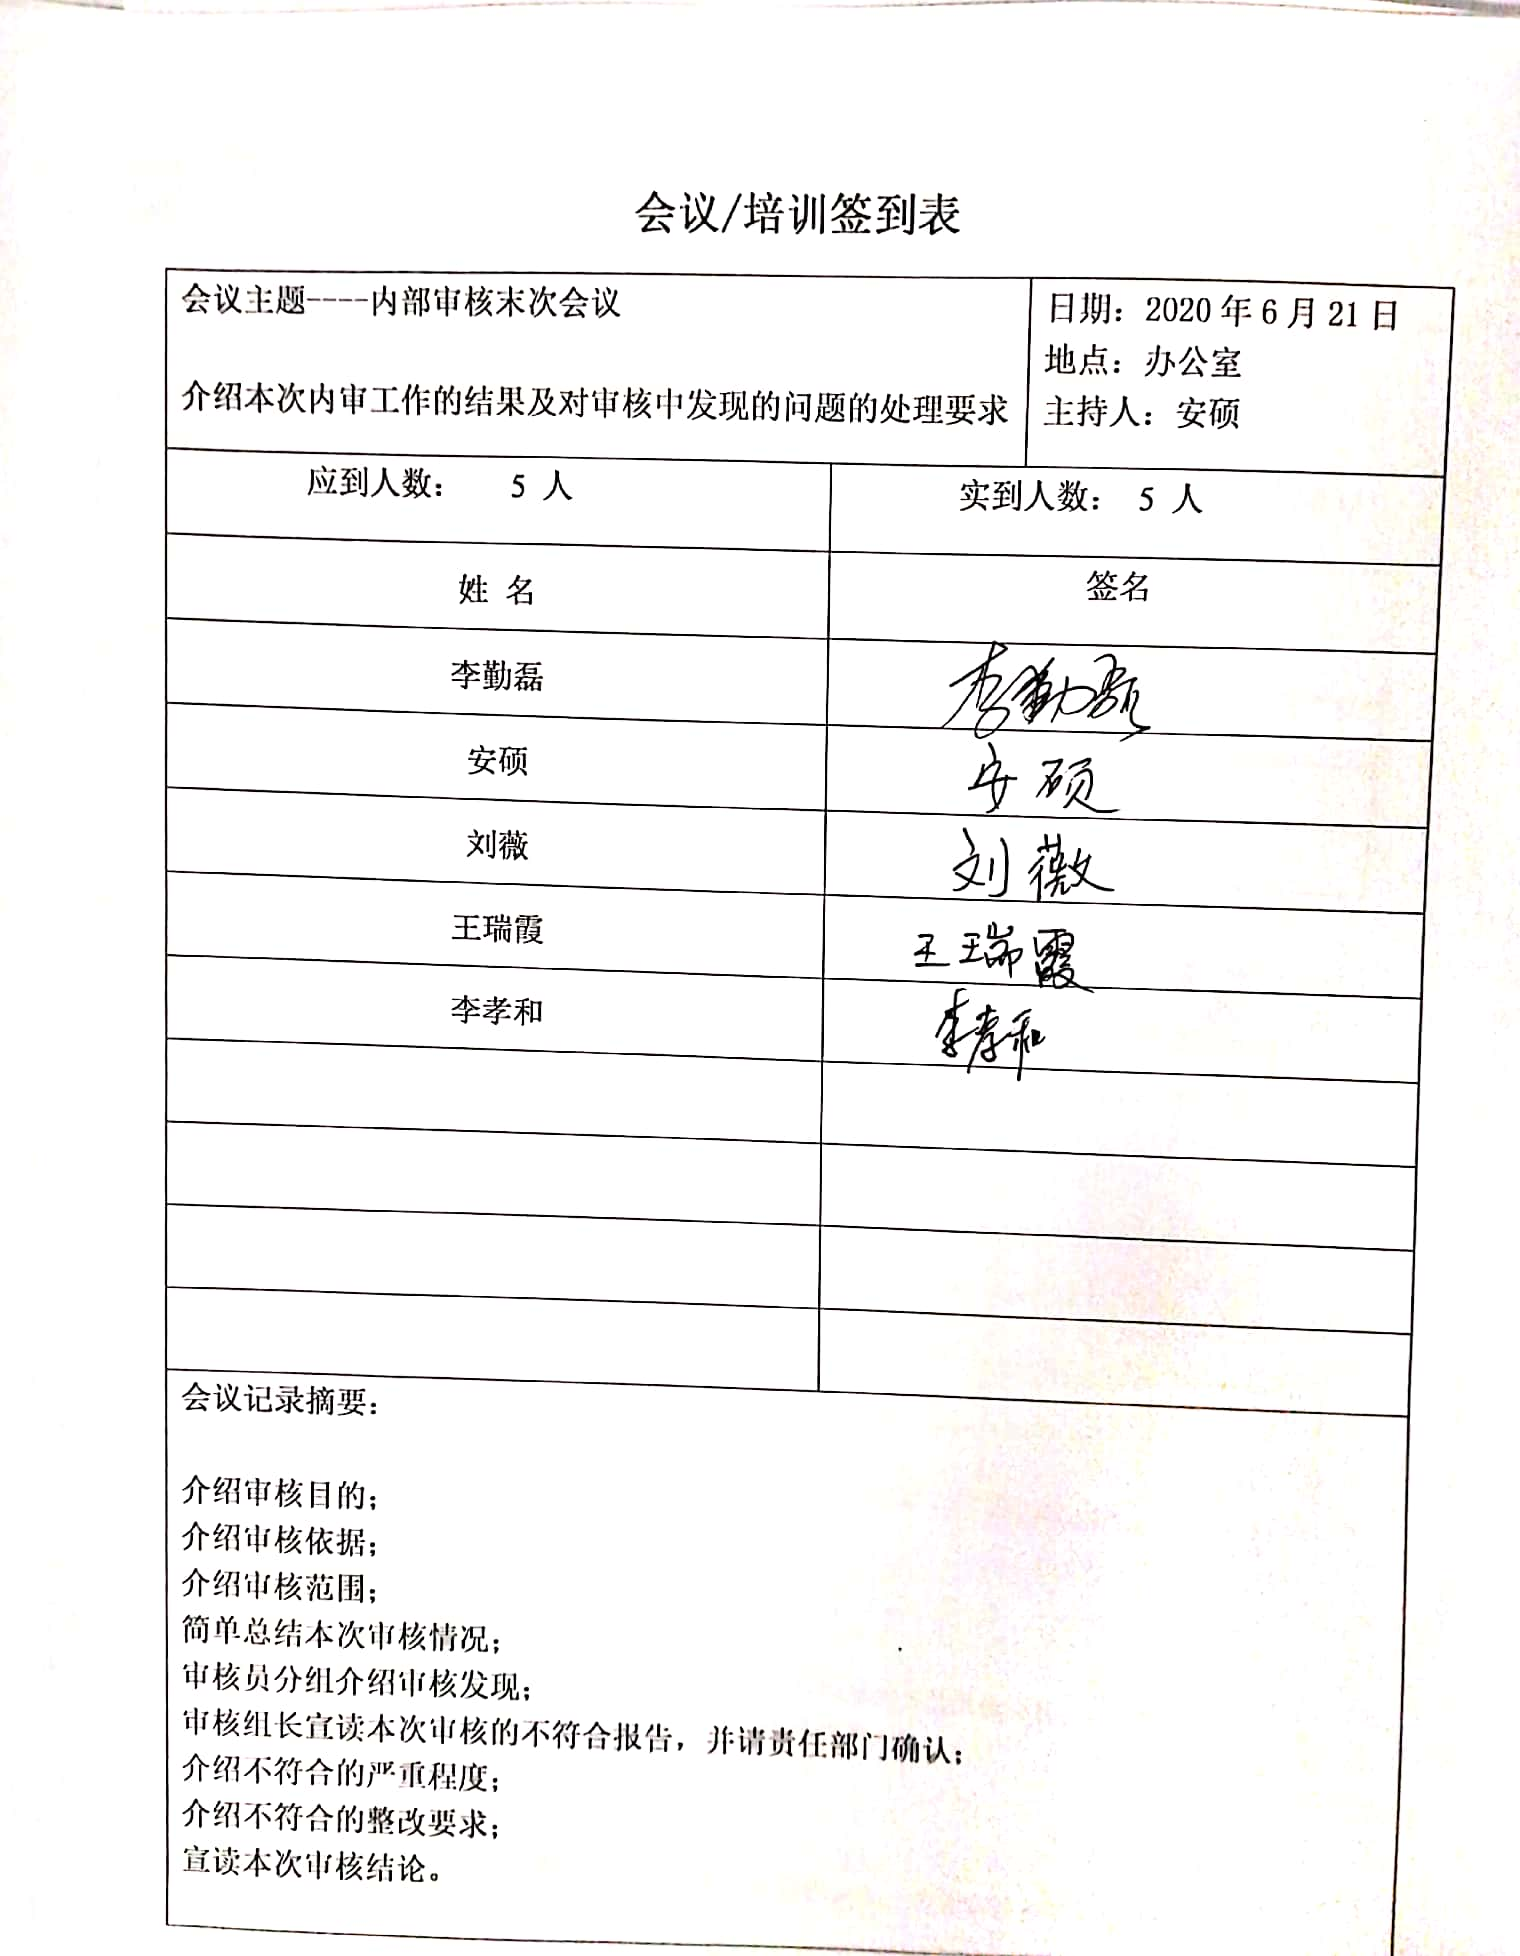 会议/培训签到表
会议主题----内部审核末次会议
介绍本次内审工作的结果及对审核中发现的问题的处理要求
日期：2020 年 6 月 21 日
地点：办公室
主持人：安硕
应到人数： 5 人 实到人数： 5 人
姓 名 签名
李勤磊 李勤磊
安硕 安硕
刘薇 刘薇
王瑞霞 王瑞霞
李孝和 李孝和
会议记录摘要：
介绍审核目的；
介绍审核依据；
介绍审核范围；
简单总结本次审核情况；
审核员分组介绍审核发现；
审核组长宣读本次审核的不符合报告，并请责任部门确认；
介绍不符合的严重程度；
介绍不符合的整改要求；
宣读本次审核结论。